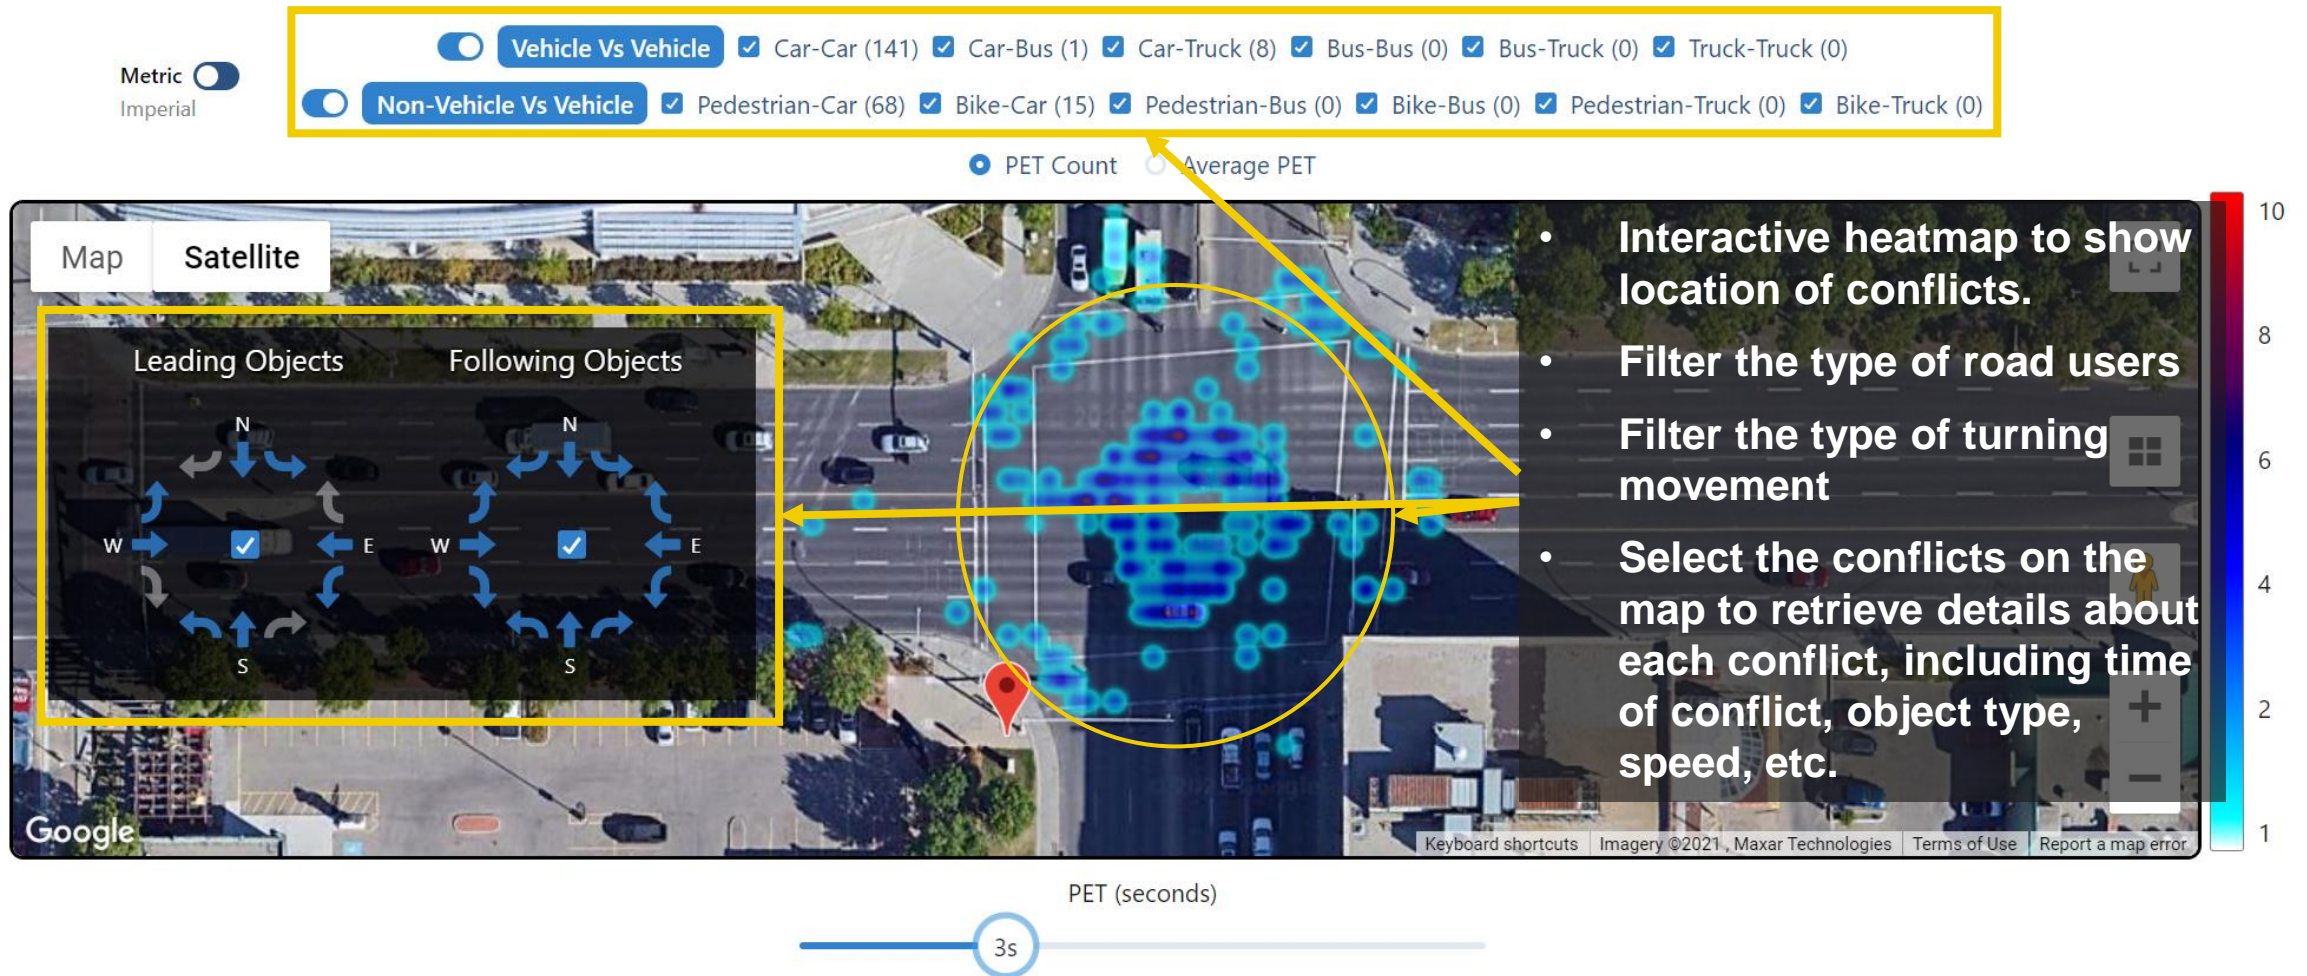 Vehicle Vs Vehicle Car-Car (141) Car-Bus (1) Car-Truck (8) Bus-Bus (0) Bus-Truck (0) Truck-Truck (0)
Metric
Imperial
Non-Vehicle Vs Vehicle Pedestrian-Car (68) Bike-Car (15) Pedestrian-Bus (0) Bike-Bus (0) Pedestrian-Truck (0) Bike-Truck (0)
PET Count Average PET
Map Satellite
Leading Objects Following Objects
N N
W E W E
S S
• Interactive heatmap to show
location of conflicts.
• Filter the type of road users
• Filter the type of turning
movement
• Select the conflicts on the
map to retrieve details about
each conflict, including time
of conflict, object type,
speed, etc.
10
8
6
4
2
1
Google
Keyboard shortcuts Imagery ©2021 , Maxar Technologies Terms of Use Report a map error
PET (seconds)
3s